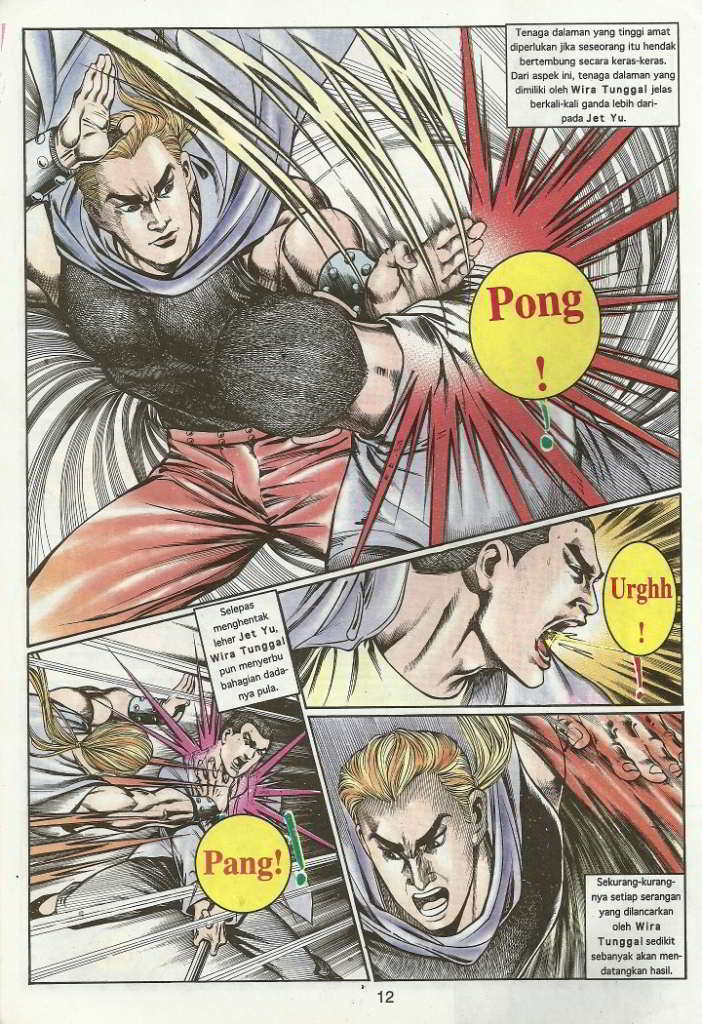 Tenaga dalaman yang tinggi amat
diperlukan jika seseorang itu hendak
bertembung secara keras-keras.
Dari aspek ini, tenaga dalaman yang
dimiliki oleh Wira Tunggal jelas
berkali-kali ganda lebih dari-
pada Jet Yu.
Pong
!
!
Urghh
!
!
Selepas
menghentak
leher Jet Yu,
Wira Tunggal
pun menyerbu
bahagian dada-
nya pula.
Pang!
!
Sekurang-kurang-
nya setiap serangan
yang dilancarkan
oleh Wira
Tunggal sedikit
sebanyak akan men-
datangkan hasil.
12